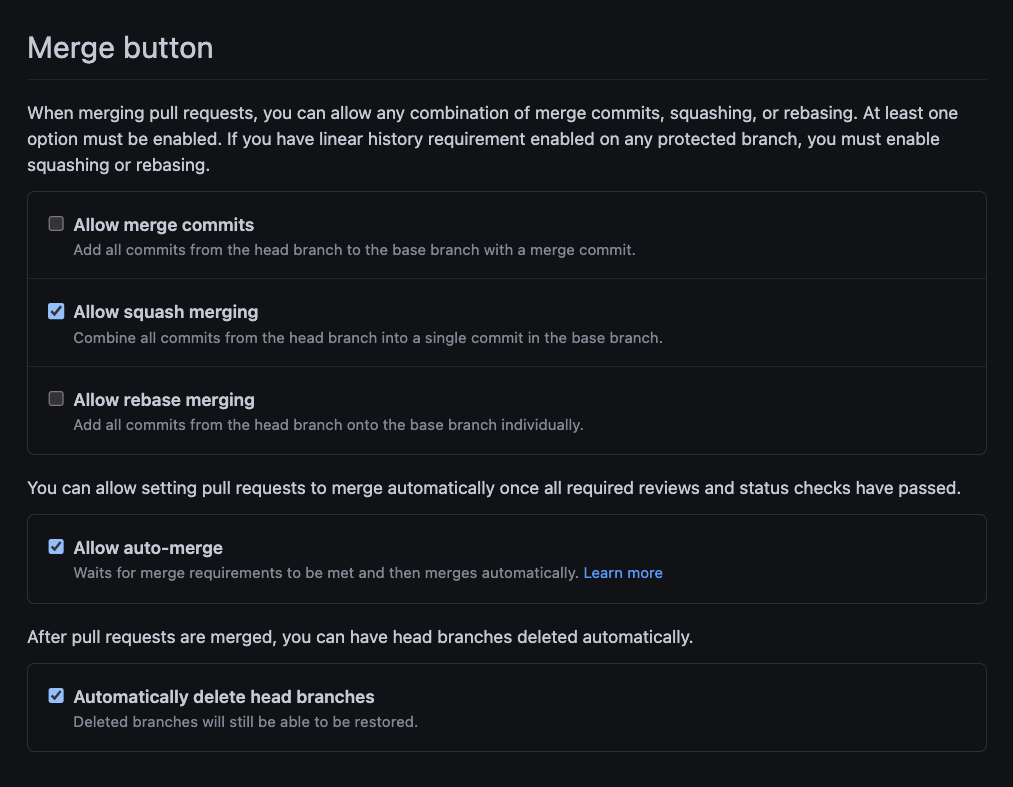 Merge button
When merging pull requests, you can allow any combination of merge commits, squashing, or rebasing. At least one
option must be enabled. If you have linear history requirement enabled on any protected branch, you must enable
squashing or rebasing.
Allow merge commits
Add all commits from the head branch to the base branch with a merge commit.
Allow squash merging
Combine all commits from the head branch into a single commit in the base branch.
Allow rebase merging
Add all commits from the head branch onto the base branch individually.
You can allow setting pull requests to merge automatically once all required reviews and status checks have passed.
Allow auto-merge
Waits for merge requirements to be met and then merges automatically. Learn more
After pull requests are merged, you can have head branches deleted automatically.
Automatically delete head branches
Deleted branches will still be able to be restored.